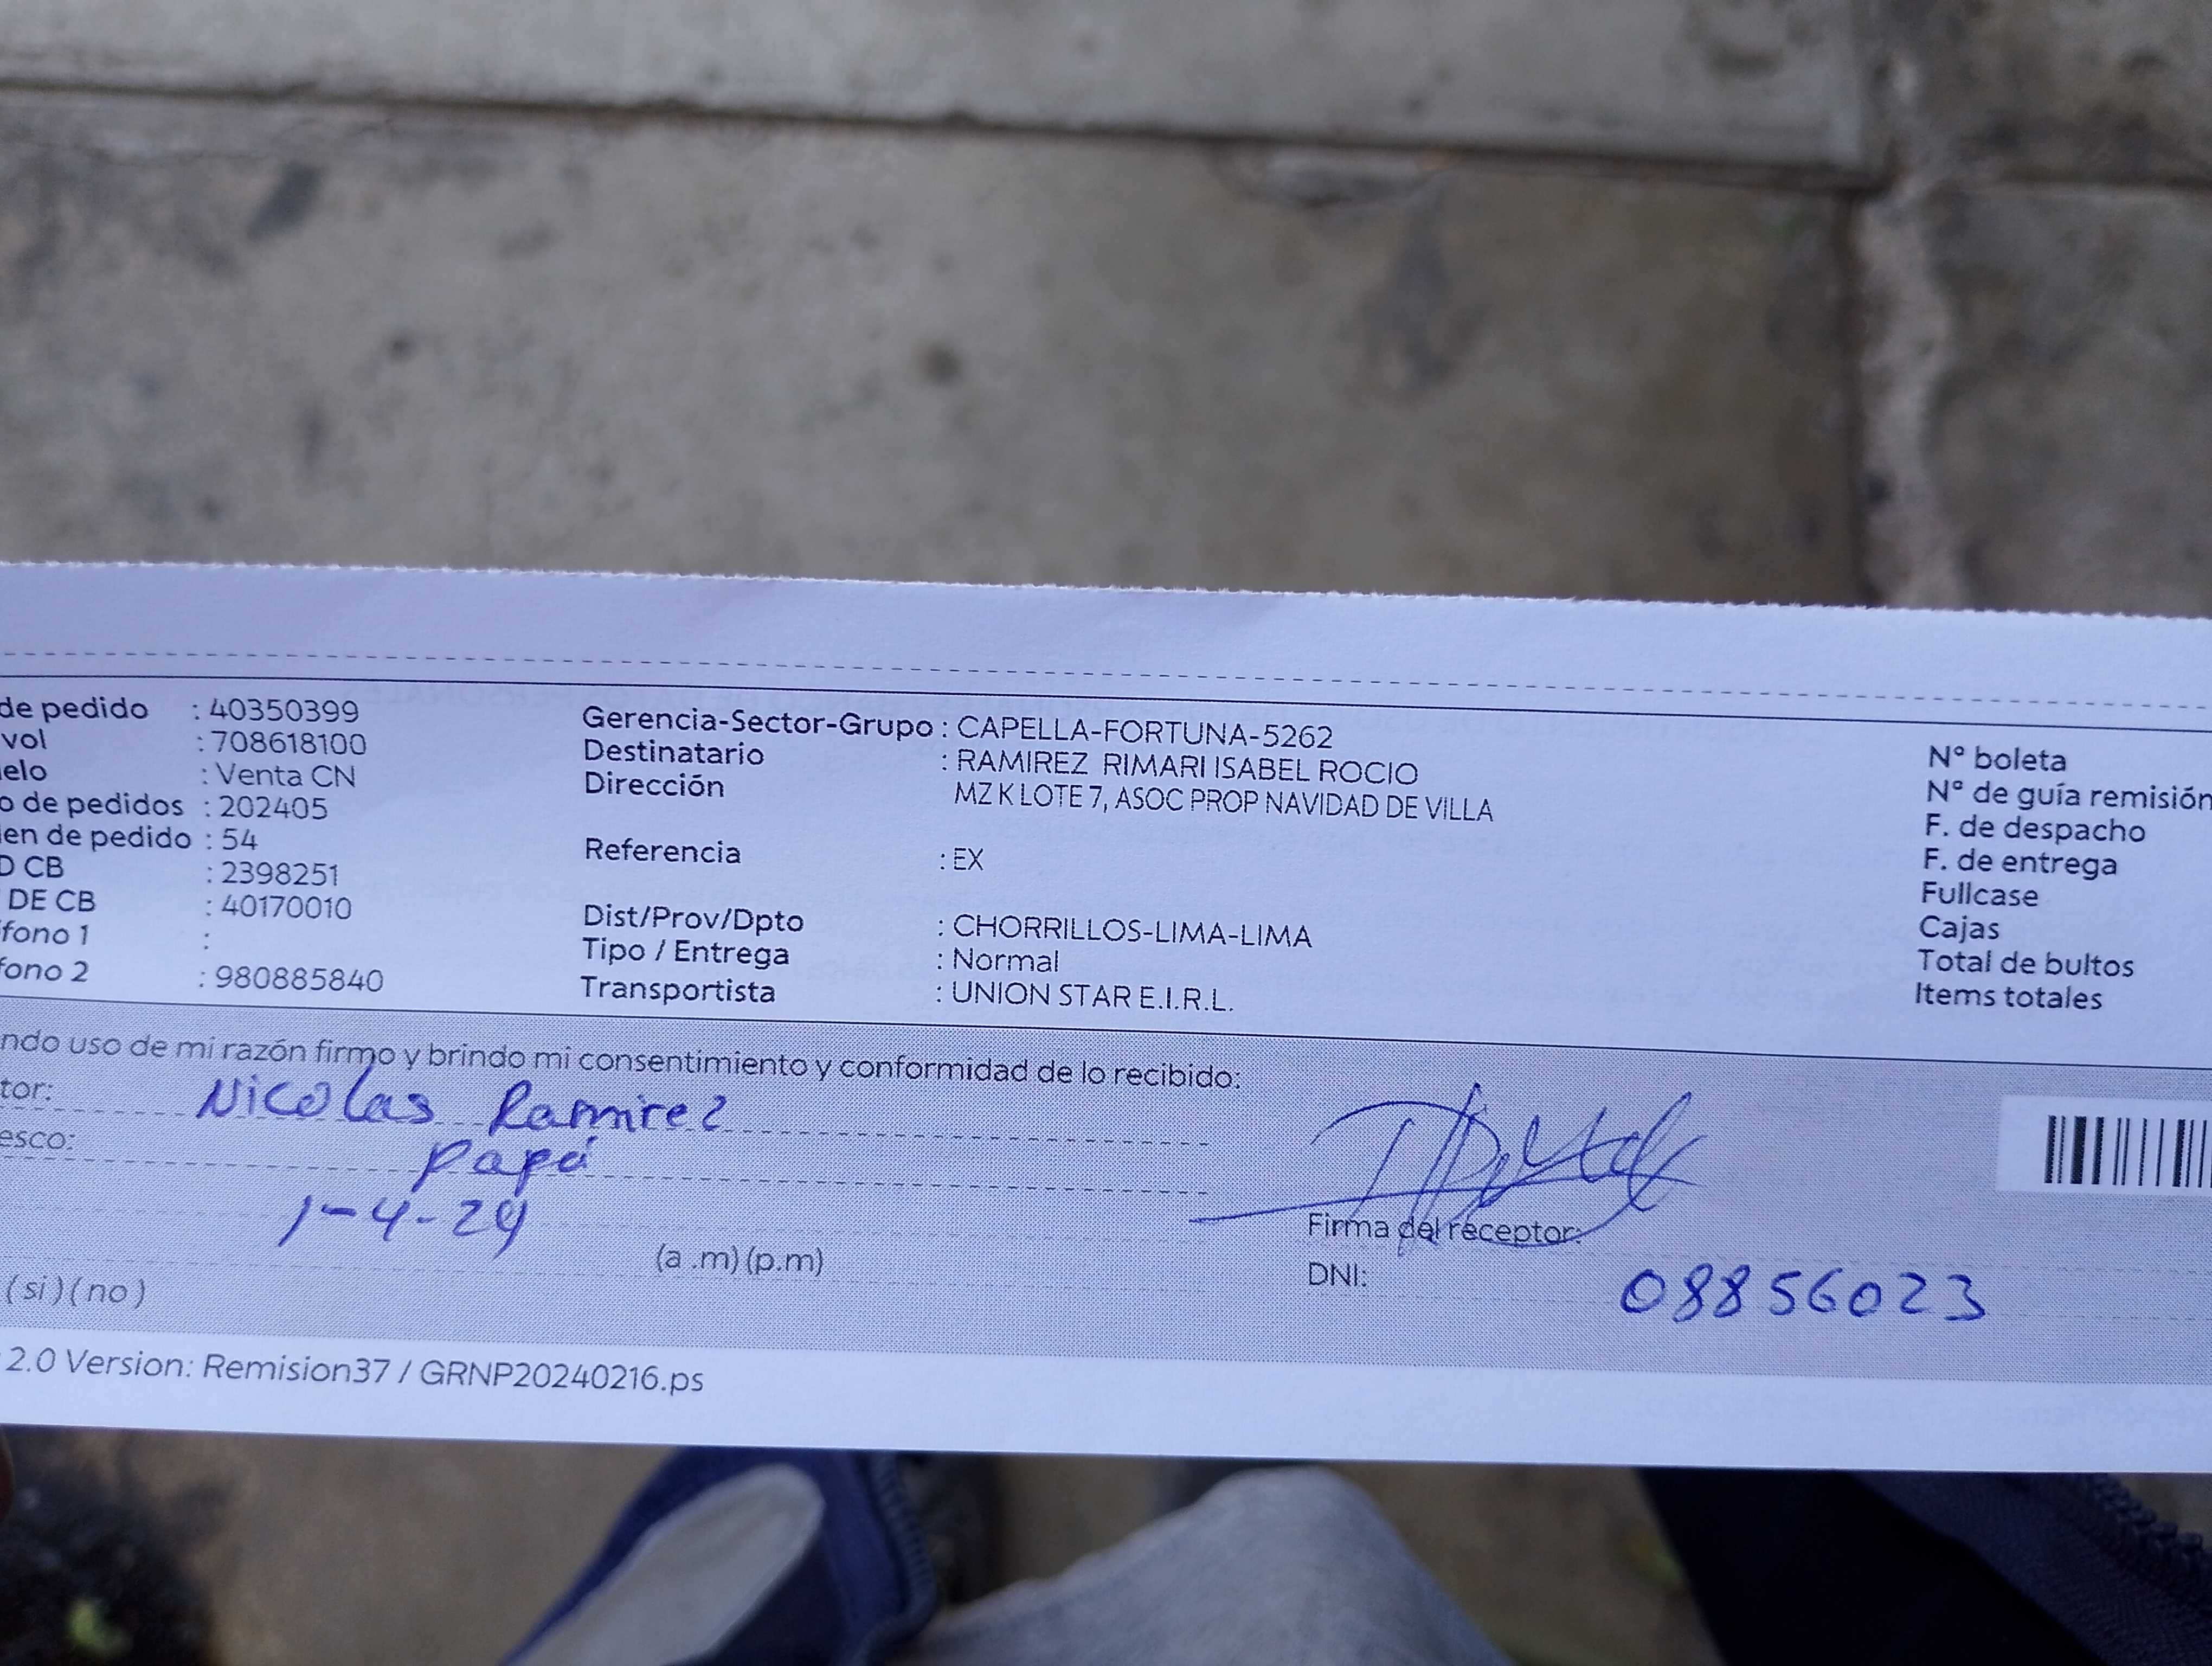 de pedido : 40350399
vol : 708618100
elo : Venta CN
o de pedidos : 202405
en de pedido : 54
D CB : 2398251
DE CB : 40170010
fono 1 :
fono 2 : 980885840
Gerencia-Sector-Grupo : CAPELLA-FORTUNA-5262
Destinatario : RAMIREZ RIMARI ISABEL ROCIO
Dirección MZ K LOTE 7, ASOC PROP NAVIDAD DE VILLA
Referencia : EX
Dist/Prov/Dpto : CHORRILLOS-LIMA-LIMA
Tipo / Entrega : Normal
Transportista : UNION STAR E.I.R.L.
N° boleta
N° de guía remisión
F. de despacho
F. de entrega
Fullcase
Cajas
Total de bultos
Items totales
ndo uso de mi razón firmo y brindo mi consentimiento y conformidad de lo recibido:
tor: Nicolas Ramirez
esco: Papá
1-4-24
(a .m) (p.m)
(si) (no)
Firma del receptor:
DNI: 08856023
2.0 Version: Remision37 / GRNP20240216.ps